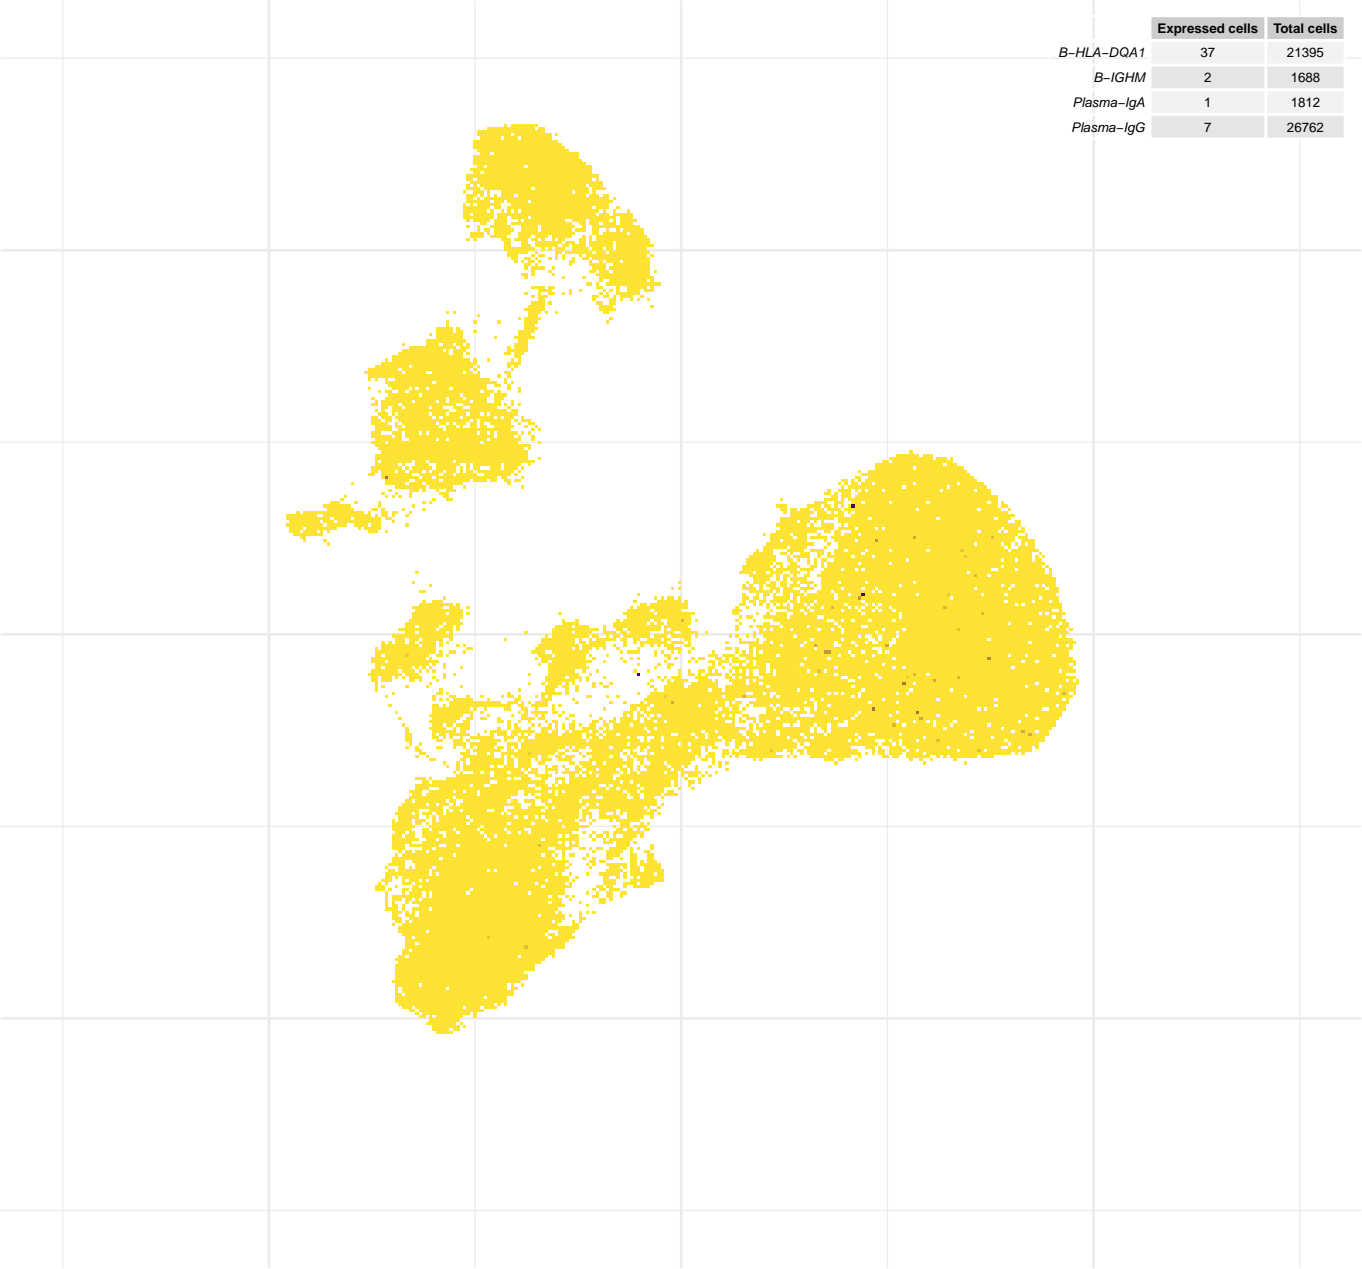 Expressed cells Total cells
B−HLA−DQA1 37 21395
B−IGHM 2 1688
Plasma−IgA 1 1812
Plasma−IgG 7 26762